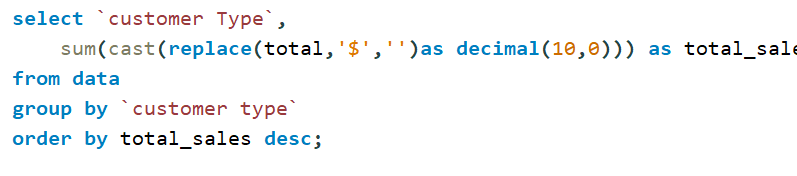 select `customer Type`,
sum(cast(replace(total,'$','')as decimal(10,0))) as total_sale
from data
group by `customer type`
order by total_sales desc;